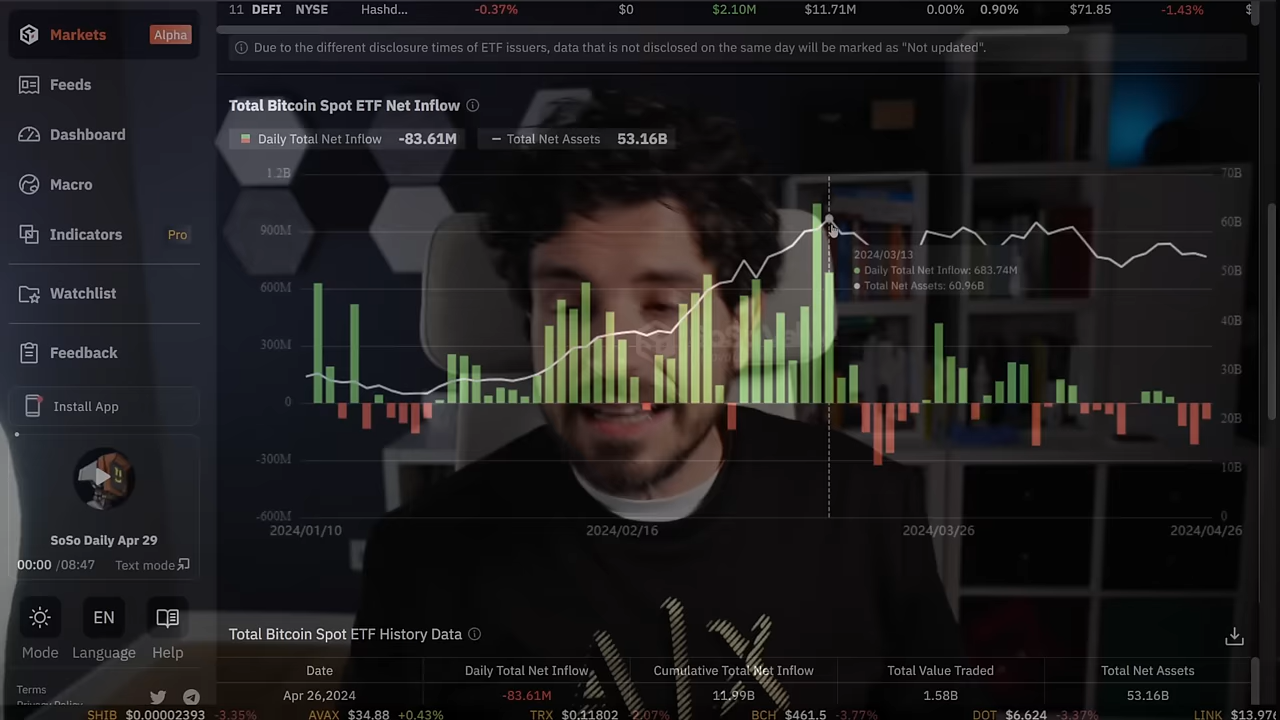 11 DEFI NYSE Hashd... -0.37% $0 $2.10M $11.71M 0.00% 0.90% $71.85 -1.43% $
Markets Alpha
Due to the different disclosure times of ETF issuers, data that is not disclosed on the same day will be marked as "Not updated".
Feeds
Dashboard
Macro
Indicators Pro
Watchlist
Feedback
Install App
SoSo Daily Apr 29
00:00 /08:47 Text mode
EN
Mode Language Help
Terms
Privacy Policy
Total Bitcoin Spot ETF Net Inflow
Daily Total Net Inflow -83.61M Total Net Assets 53.16B
1.2B 70B
900M 60B
600M 50B
300M 40B
0 30B
-300M 20B
-600M 10B
0
2024/03/13
Daily Total Net Inflow: 683.74M
Total Net Assets: 60.96B
2024/01/10 2024/02/16 2024/03/26 2024/04/26
Total Bitcoin Spot ETF History Data
Date Daily Total Net Inflow Cumulative Total Net Inflow Total Value Traded Total Net Assets
Apr 26,2024 -83.61M 11.99B 1.58B 53.16B
SHIB $0.00002393 -3.35% AVAX $34.88 +0.43% TRX $0.11802 -2.07% BCH $461.5 -3.77% DOT $6.624 -3.37% LINK